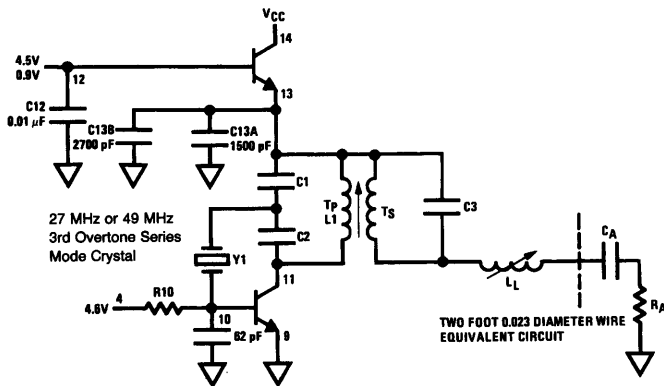 VCC
14
4.5V
0.9V
12
13
C12
0.01 µF
C13B
2700 pF
C13A
1500 pF
C1
TP
L1
TS
C3
27 MHz or 49 MHz
3rd Overtone Series
Mode Crystal
C2
Y1
11
CA
LL
4
4.6V
R10
10
62 pF
9
RA
TWO FOOT 0.023 DIAMETER WIRE
EQUIVALENT CIRCUIT